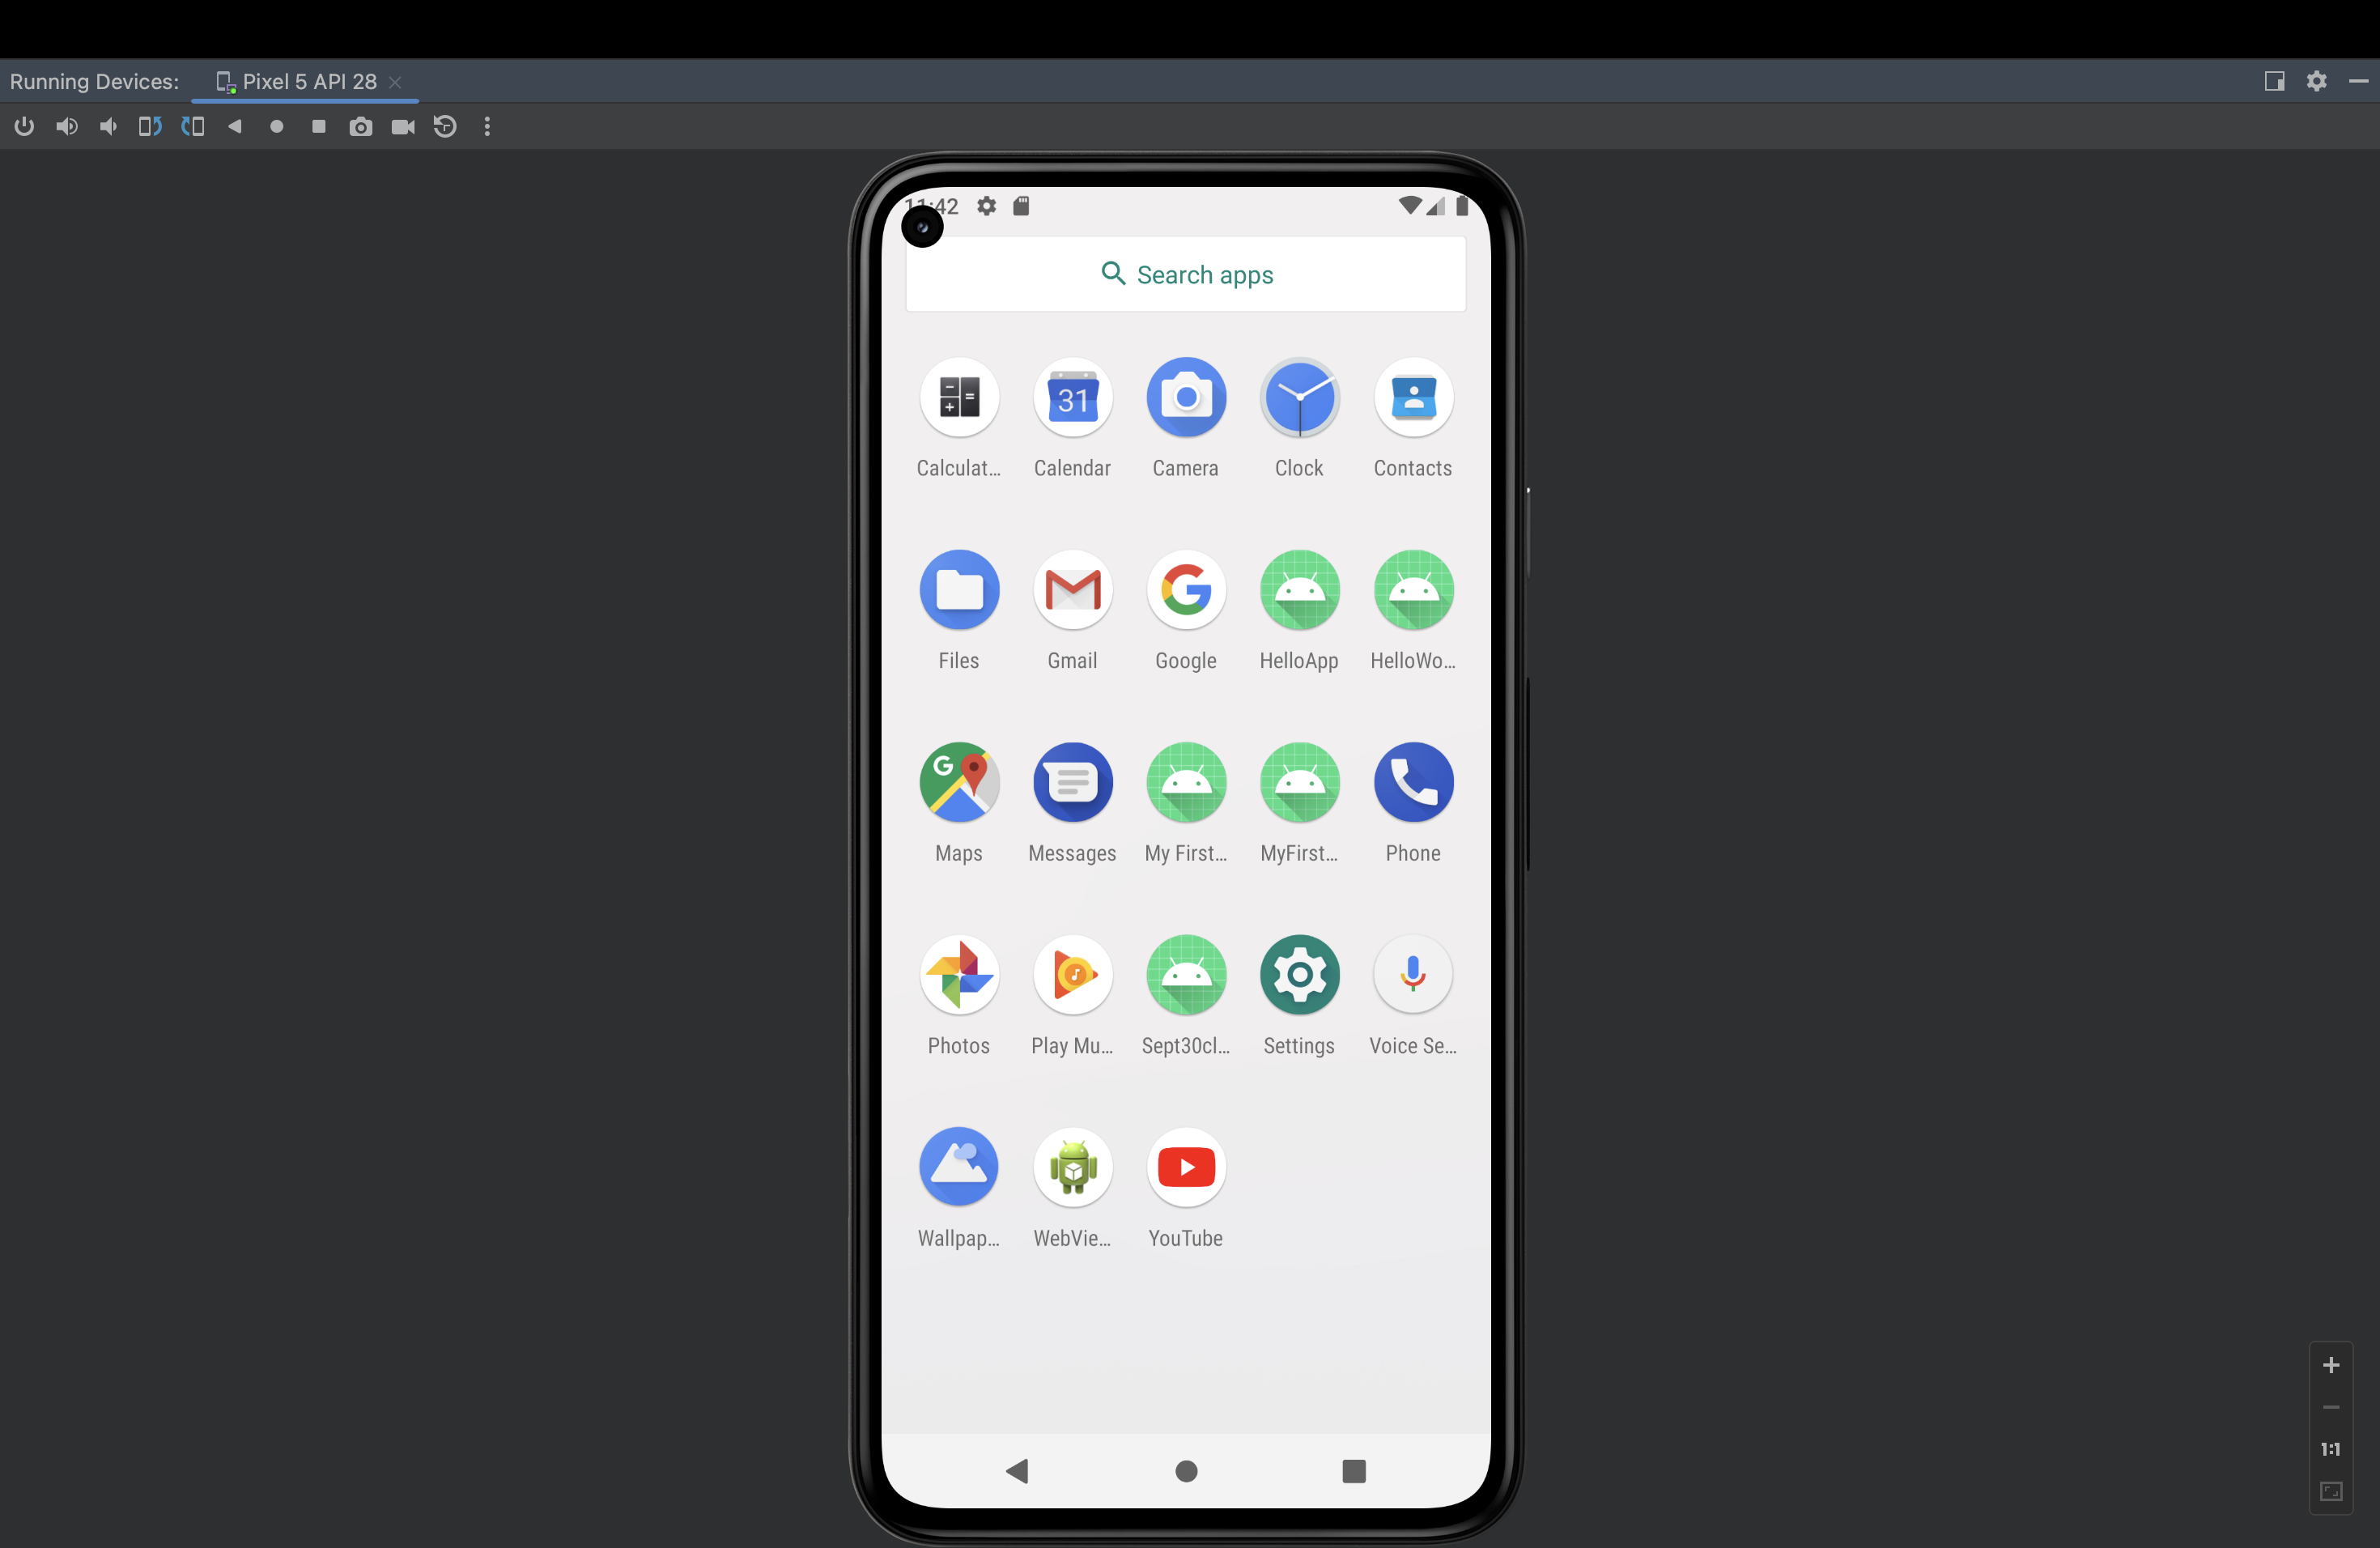 Running Devices: Pixel 5 API 28
:42
Search apps
31
Calculat... Calendar Camera Clock Contacts
Files Gmail Google HelloApp HelloWo...
G
Maps Messages My First... MyFirst... Phone
Photos Play Mu... Sept30cl... Settings Voice Se...
Wallpap... WebVie... YouTube
1:1